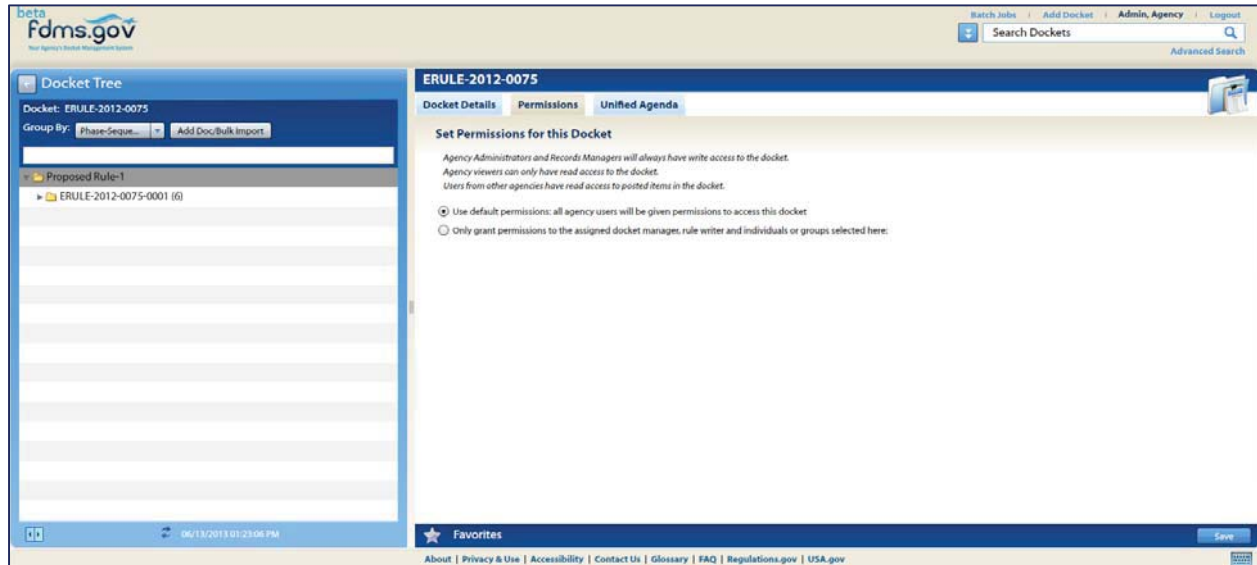 beta
fdms.gov
Your Agency's Docket Management System
Batch Jobs | Add Docket | Admin, Agency | Logout
Search Dockets
Advanced Search
Docket Tree
Docket: ERULE-2012-0075
Group By: Phase-Seque... Add Doc/Bulk Import
Proposed Rule-1
ERULE-2012-0075-0001 (6)
06/13/2013 01:23:06 PM
ERULE-2012-0075
Docket Details Permissions Unified Agenda
Set Permissions for this Docket
Agency Administrators and Records Managers will always have write access to the docket.
Agency viewers can only have read access to the docket.
Users from other agencies have read access to posted items in the docket.
Use default permissions: all agency users will be given permissions to access this docket
Only grant permissions to the assigned docket manager, rule writer and individuals or groups selected here:
Favorites
Save
About | Privacy & Use | Accessibility | Contact Us | Glossary | FAQ | Regulations.gov | USA.gov